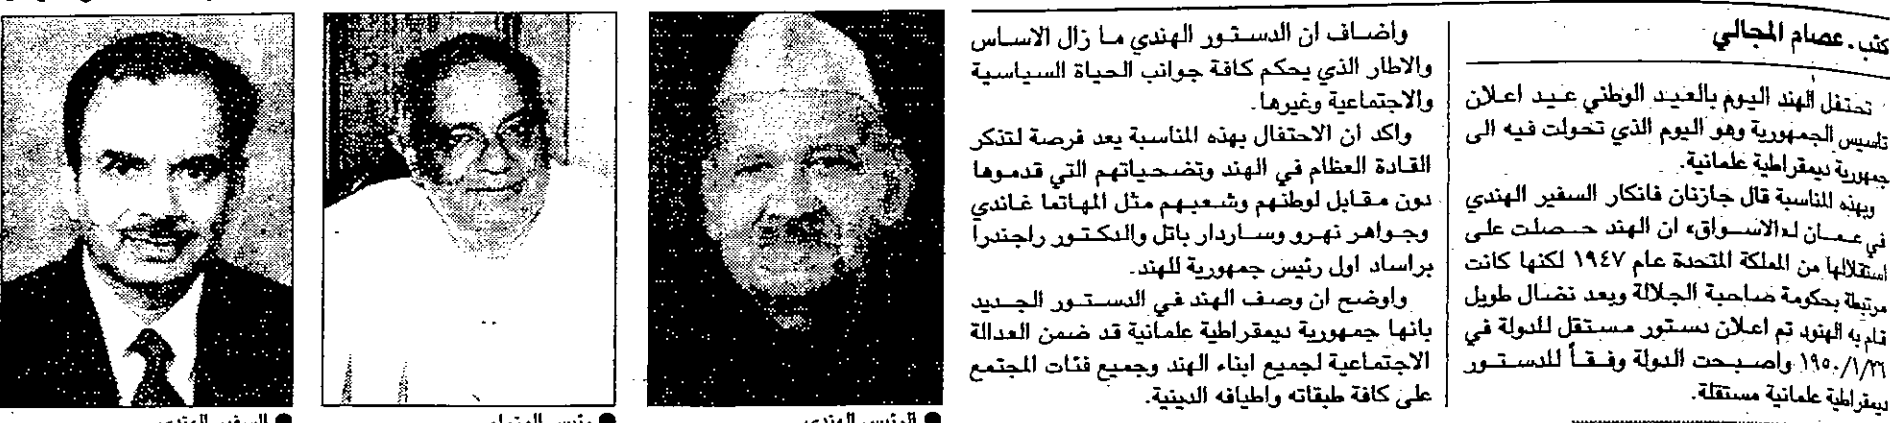 كتب. عصام المجالي
تحتفل الهند اليوم بالعيد الوطني عيد اعلان
تاسيس الجمهورية وهو اليوم الذي تحولت فيه الى
جمهورية ديمقراطية علمانية.
وبهذه المناسبة قال جازنان فانكار السفير الهندي
في عمان لـ«الاسواق» ان الهند حصلت على
استقلالها من المملكة المتحدة عام ١٩٤٧ لكنها كانت
مرتبطة بحكومة صاحبة الجلالة وبعد نضال طويل
قام به الهنود تم اعلان دستور مستقل للدولة في
١٩٥٠/١/٢٦ واصبحت الدولة وفقاً للدستور
ديمقراطية علمانية مستقلة.
واضاف ان الدستور الهندي ما زال الاساس
والاطار الذي يحكم كافة جوانب الحياة السياسية
والاجتماعية وغيرها.
واكد ان الاحتفال بهذه المناسبة يعد فرصة لتذكر
القادة العظام في الهند وتضحياتهم التي قدموها
دون مقابل لوطنهم وشعبهم مثل المهاتما غاندي
وجواهر نهرو وساردار باتل والدكتور راجندرا
براساد اول رئيس جمهورية للهند.
واوضح ان وصف الهند في الدستور الجديد
بانها جمهورية ديمقراطية علمانية قد ضمن العدالة
الاجتماعية لجميع ابناء الهند وجميع فئات المجتمع
على كافة طبقاته واطيافه الدينية.
● الرئيس الهندي
● رئيس الوزراء
● السفير الهندي